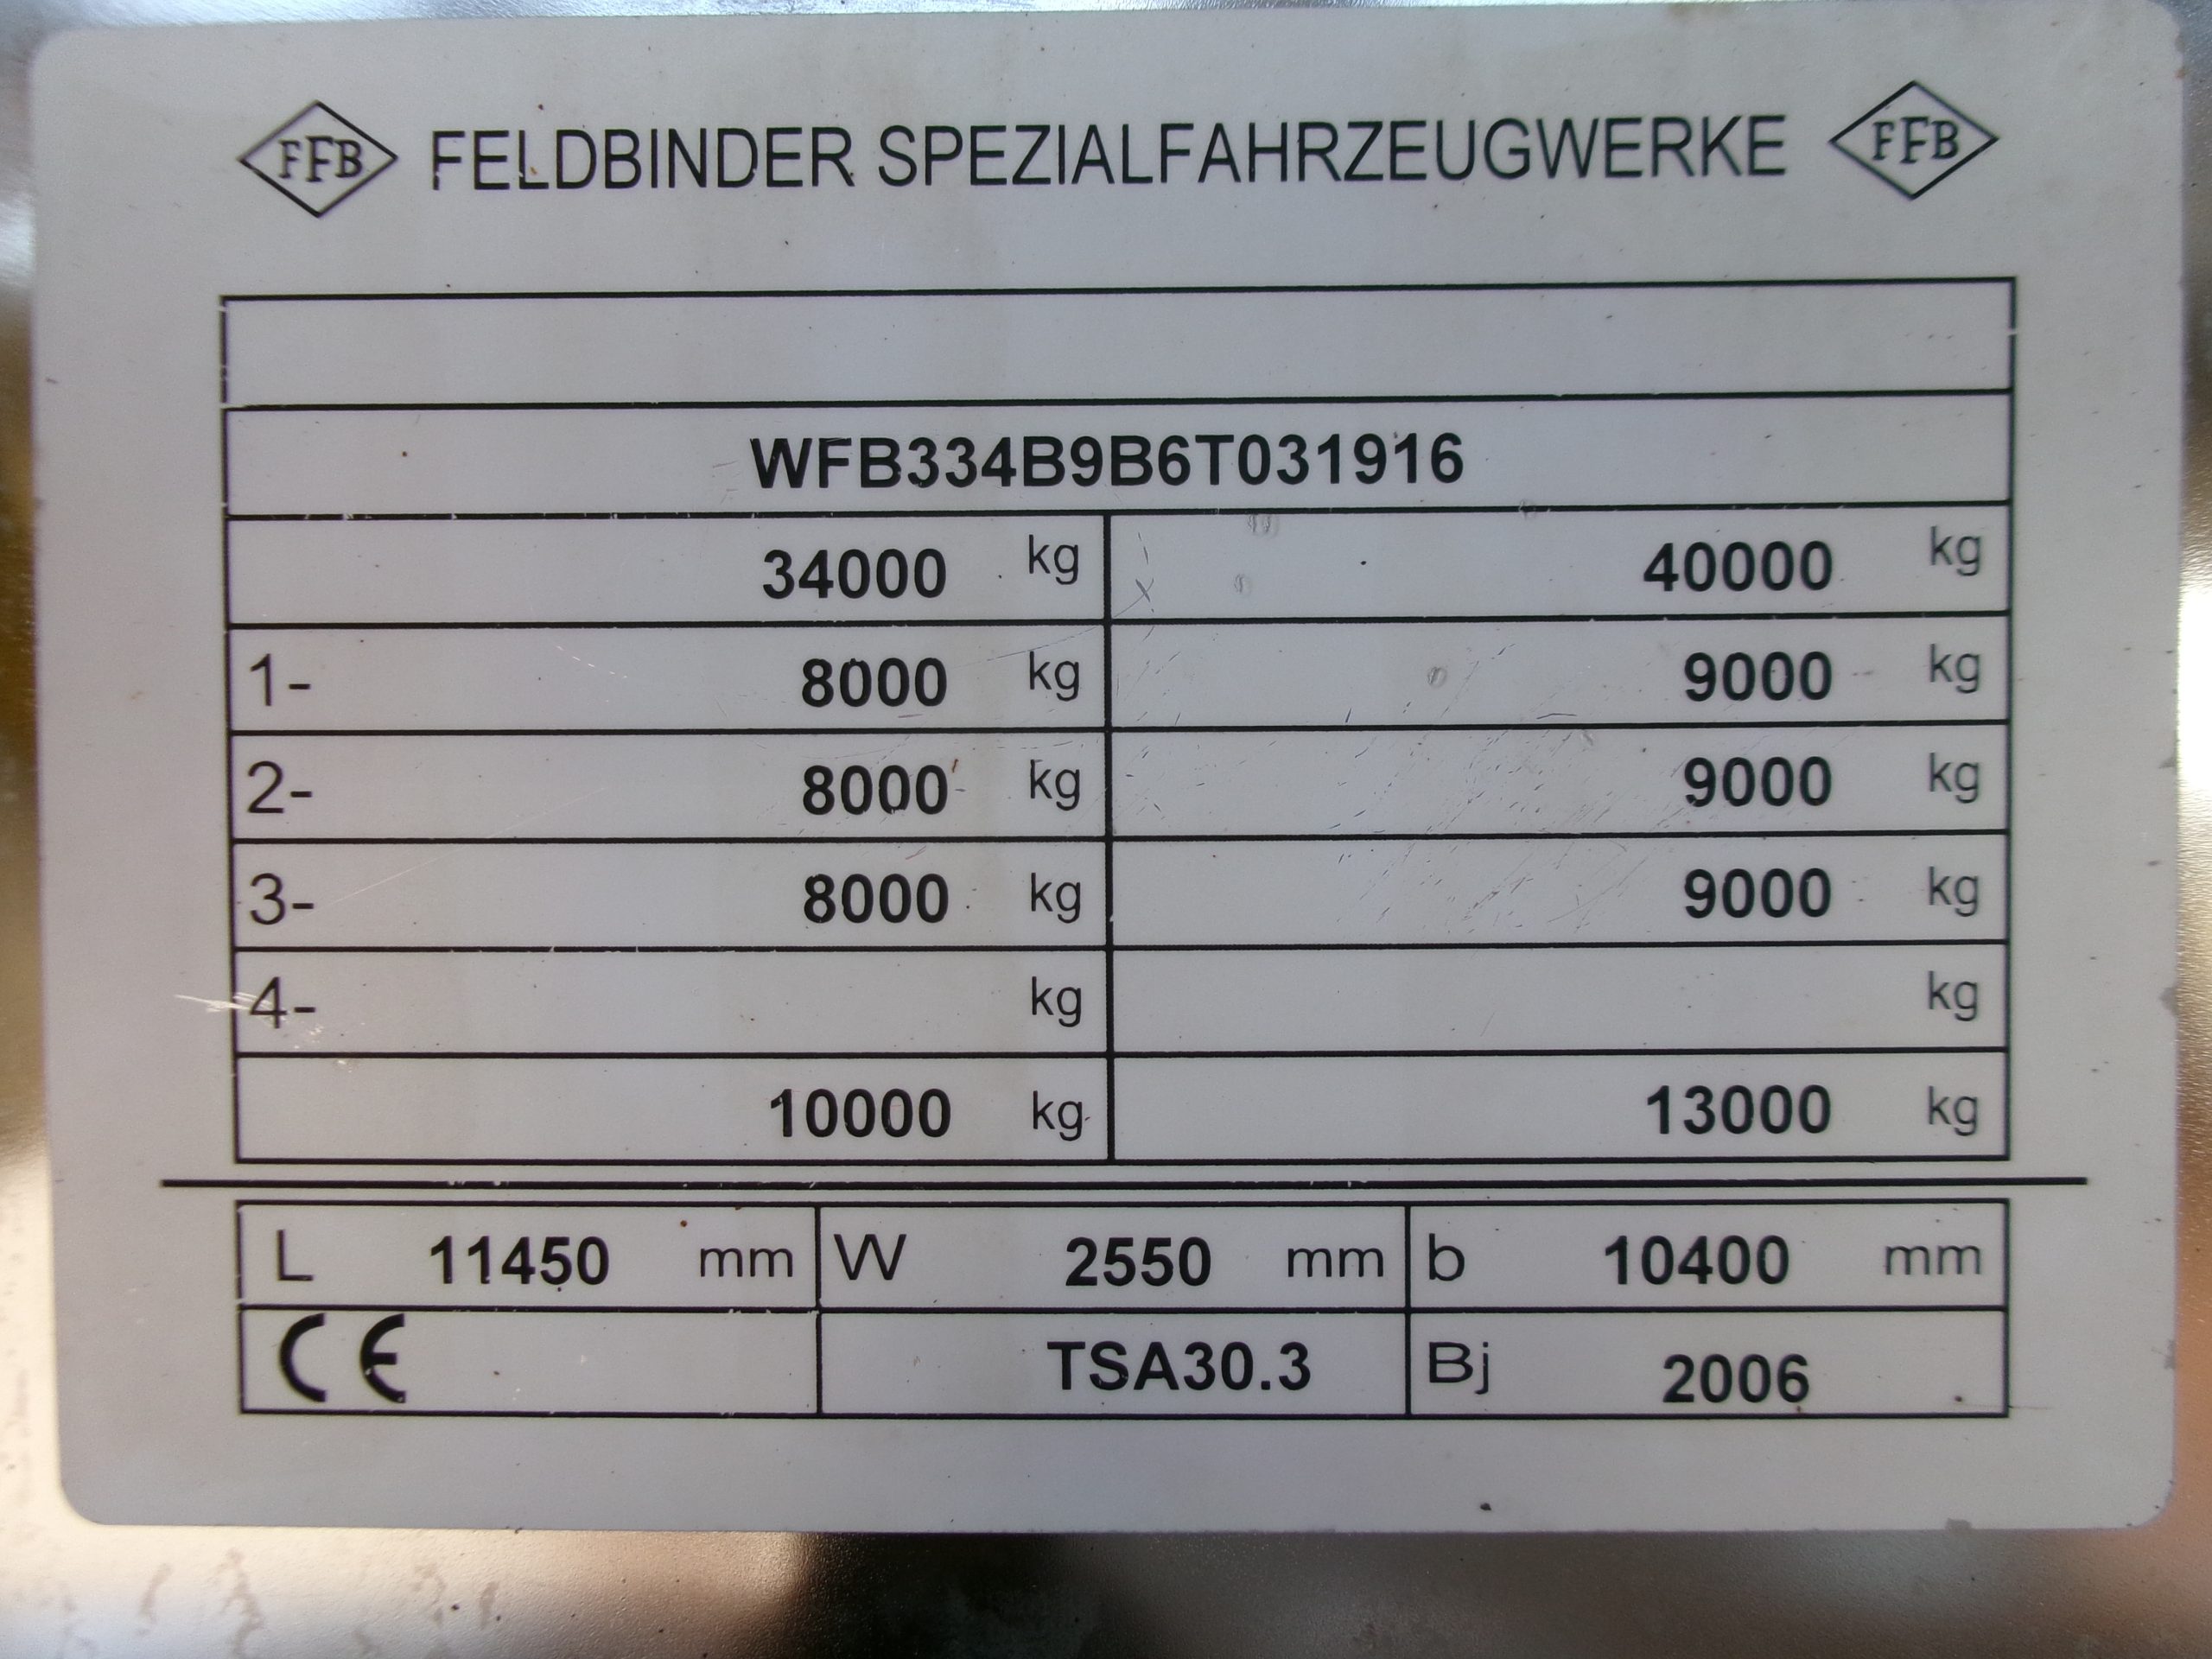 FFB FELDBINDER SPEZIALFAHRZEUGWERKE FFB
WFB334B9B6T031916
34000 kg 40000 kg
1- 8000 kg 9000 kg
2- 8000 kg 9000 kg
3- 8000 kg 9000 kg
4- kg kg
10000 kg 13000 kg
L 11450 mm W 2550 mm b 10400 mm
CE TSA30.3 Bj 2006